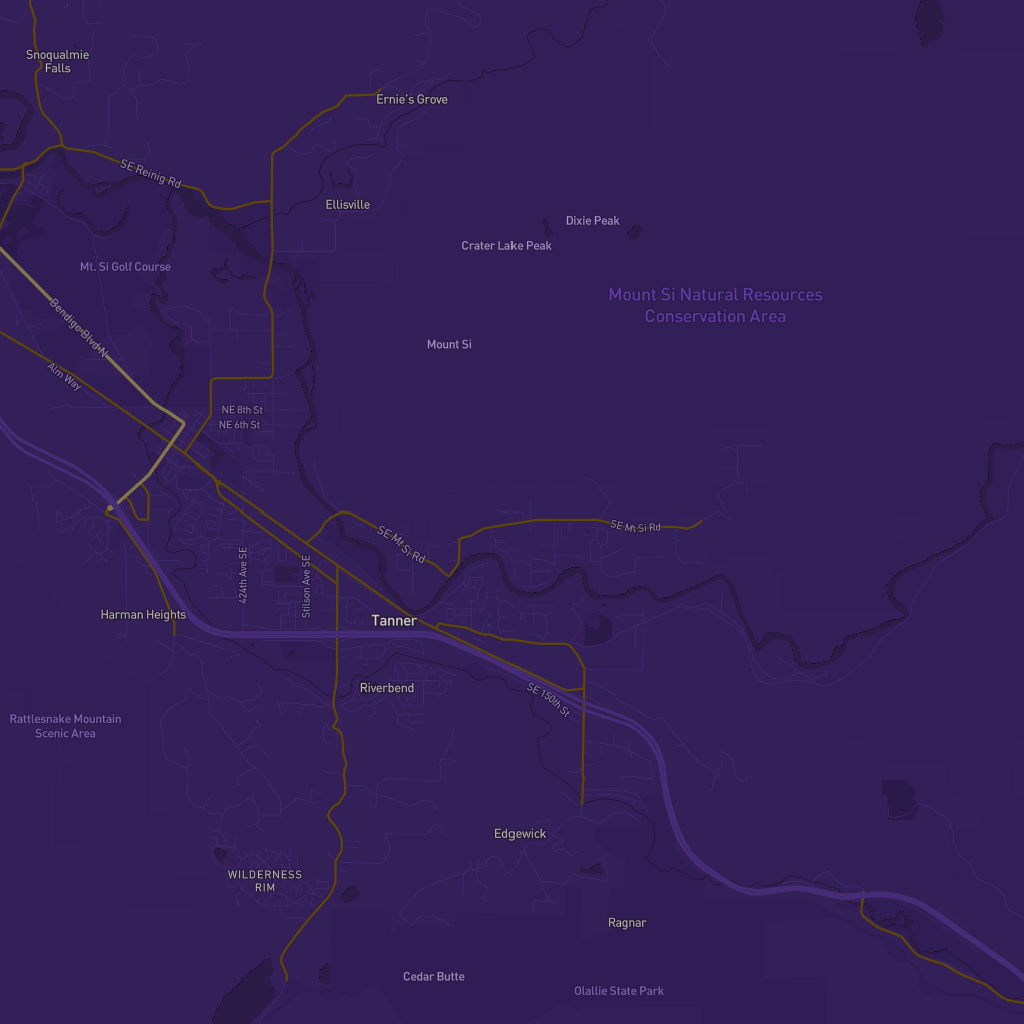 Snoqualmie
Falls
Ernie's Grove
SE Reinig Rd
Ellisville
Dixie Peak
Crater Lake Peak
Mt. Si Golf Course
Mount Si Natural Resources
Conservation Area
Bendigo Blvd N
Mount Si
Alm Way
NE 8th St
NE 6th St
SE Mt Si Rd
SE Mt Si Rd
424th Ave SE
Stilson Ave SE
Harman Heights
Tanner
Riverbend
SE 150th St
Rattlesnake Mountain
Scenic Area
Edgewick
WILDERNESS
RIM
Ragnar
Cedar Butte
Olallie State Park